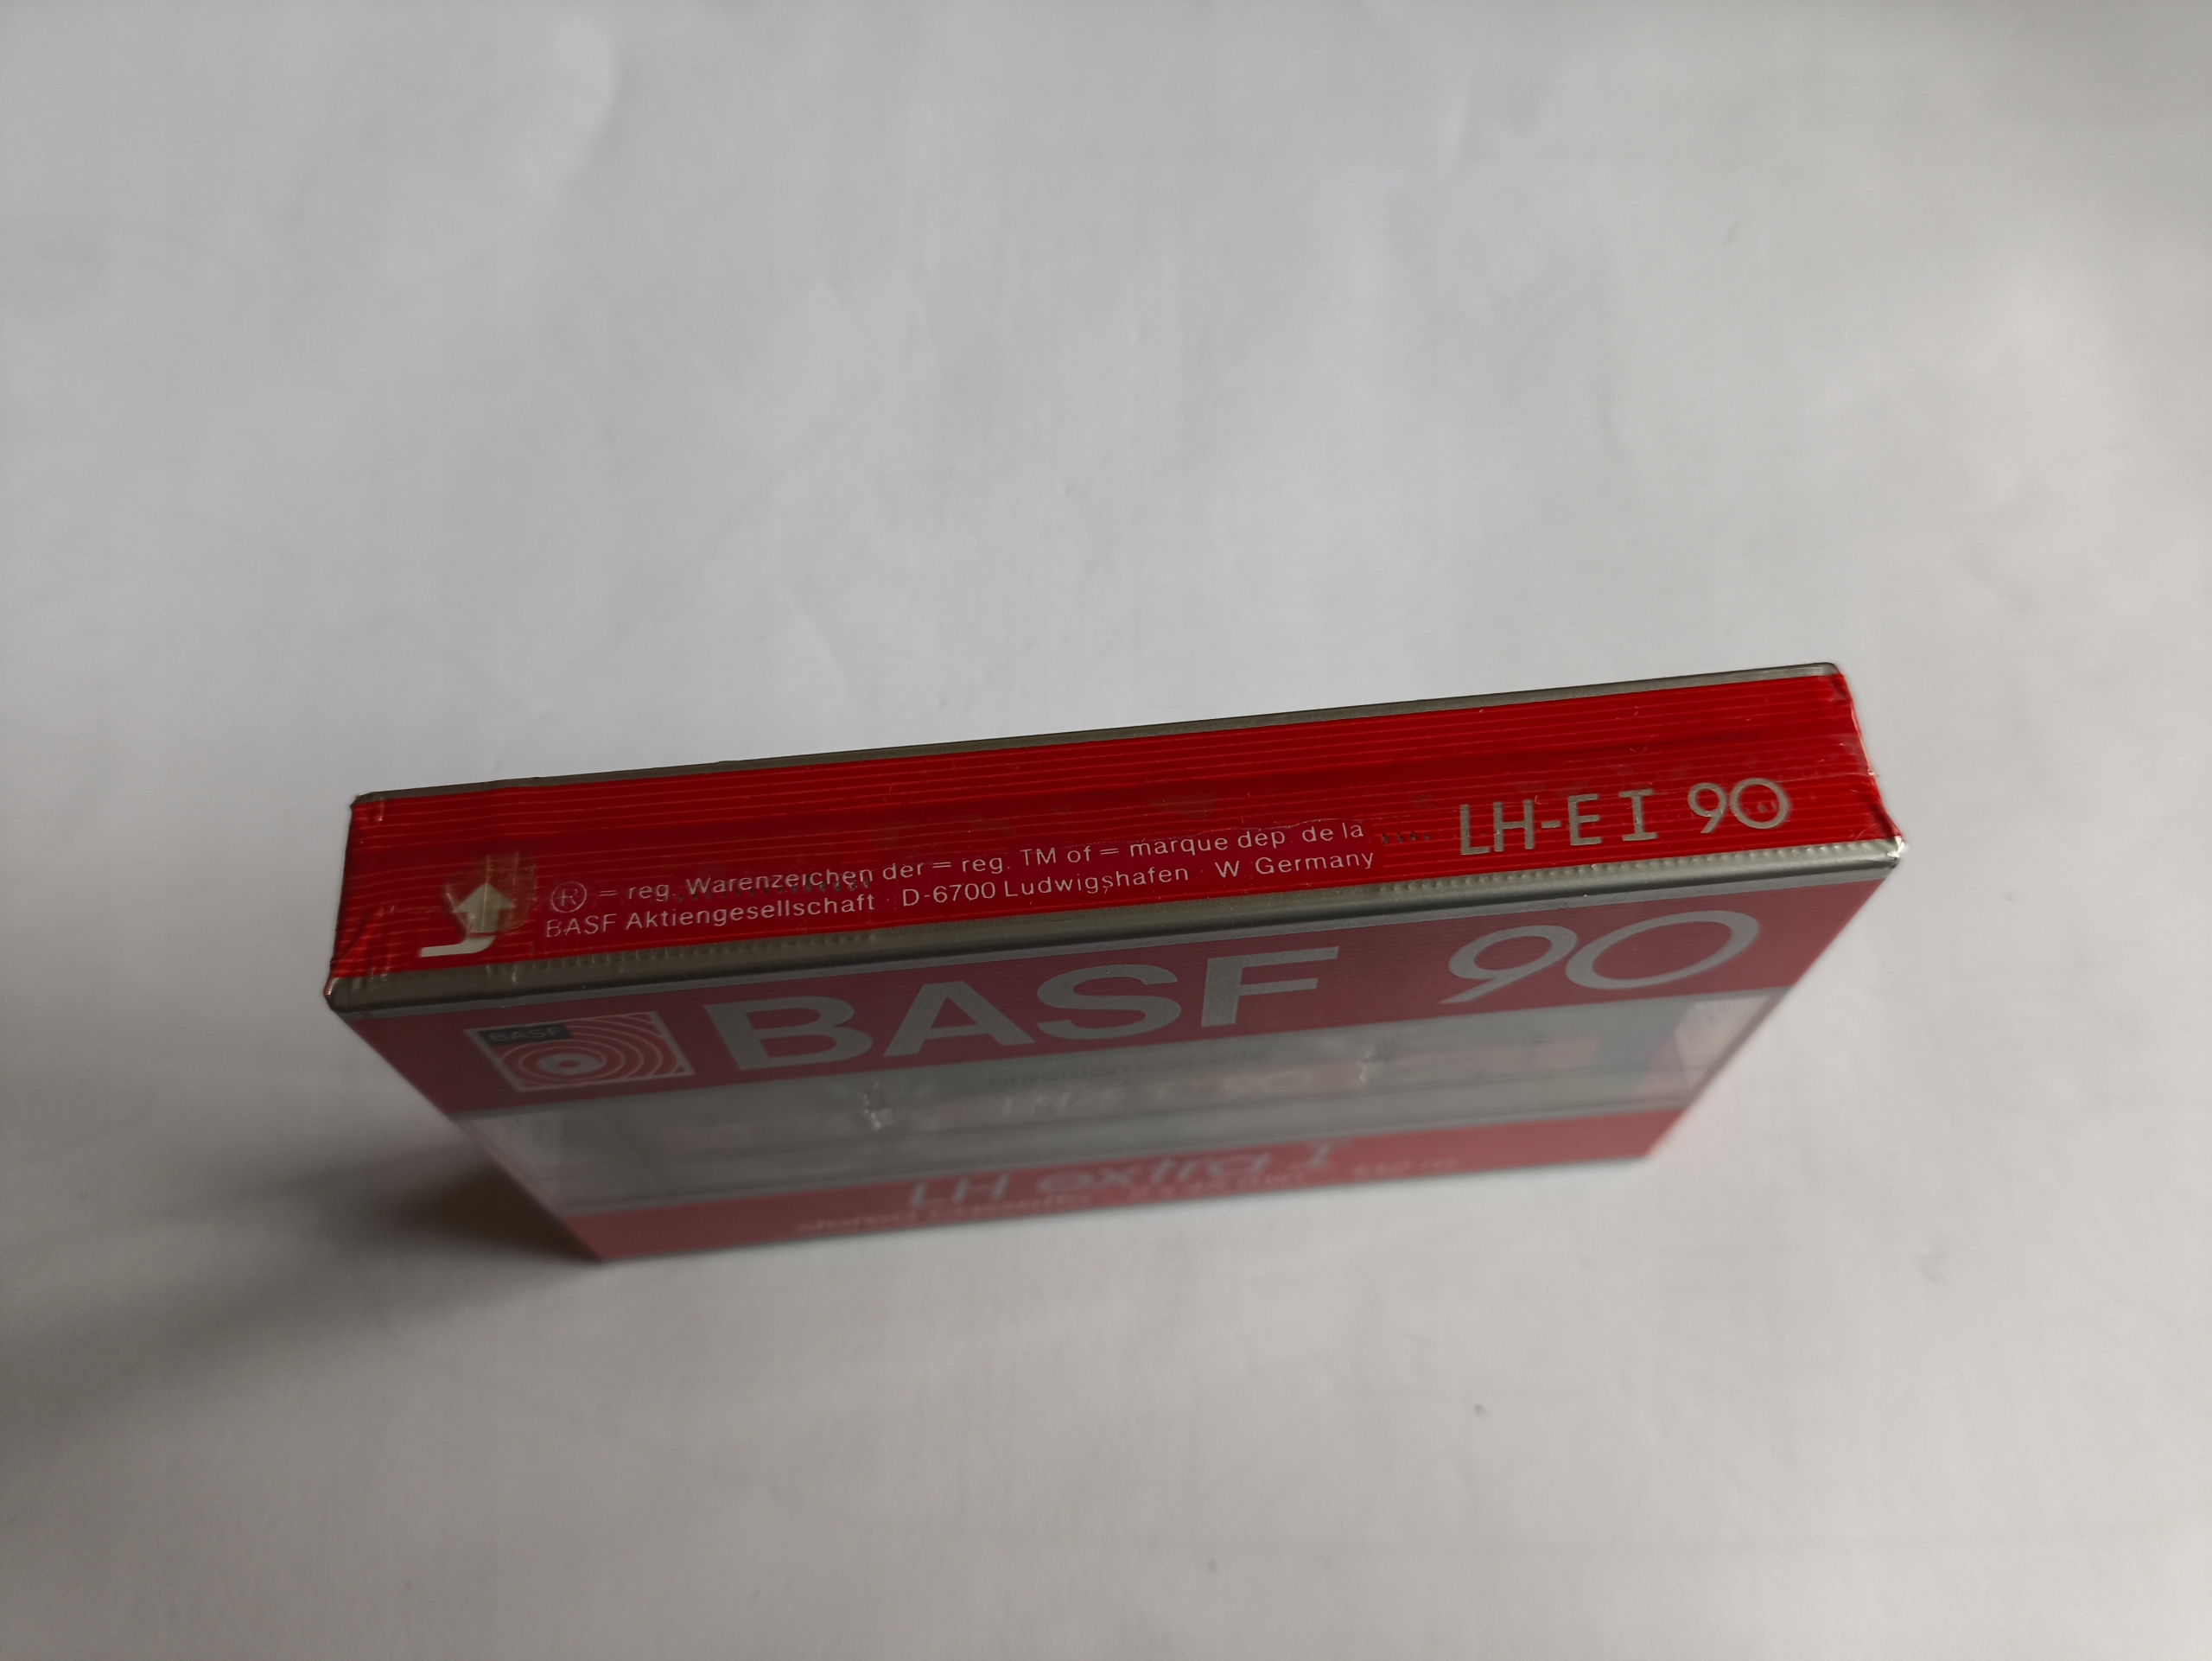 LH-E I 90
® = reg. Warenzeichen der = reg. TM of = marque dép. de la
BASF Aktiengesellschaft D-6700 Ludwigshafen W Germany
BASF
BASF 90
LH extra I